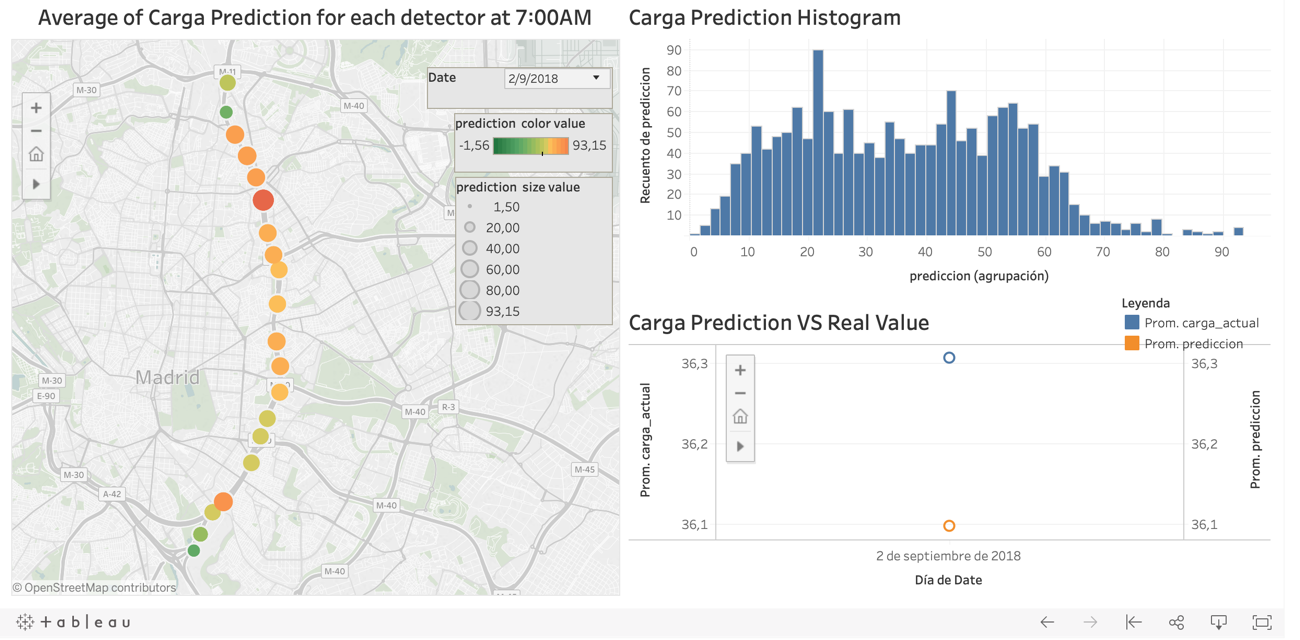 Average of Carga Prediction for each detector at 7:00AM
M-11
M-30
M-40
Date
2/9/2018
prediction color value
-1,56
93,15
prediction size value
1,50
20,00
40,00
60,00
80,00
93,15
Madrid
M-30
E-90
M-40
R-3
M-30
A-42
M-45
M-40
M-40
© OpenStreetMap contributors
Carga Prediction Histogram
Recuento de prediccion
90
80
70
60
50
40
30
20
10
0
10
20
30
40
50
60
70
80
90
prediccion (agrupación)
Carga Prediction VS Real Value
Leyenda
Prom. carga_actual
Prom. prediccion
Prom. carga_actual
36,3
36,2
36,1
36,3
36,2
36,1
Prom. prediccion
2 de septiembre de 2018
Día de Date
+ a b l e a u